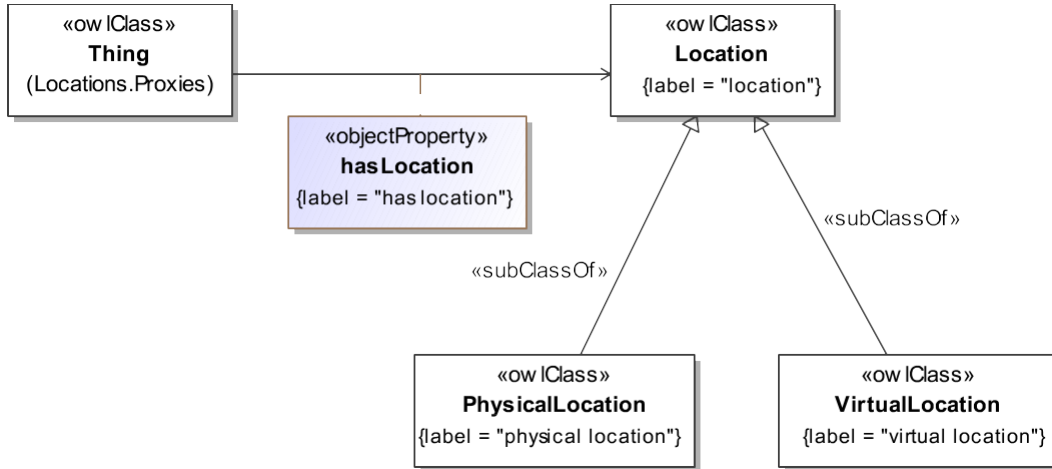 «owlClass»
Thing
(Locations.Proxies)
«owlClass»
Location
{label = "location"}
«objectProperty»
hasLocation
{label = "has location"}
«subClassOf»
«subClassOf»
«owlClass»
PhysicalLocation
{label = "physical location"}
«owlClass»
VirtualLocation
{label = "virtual location"}